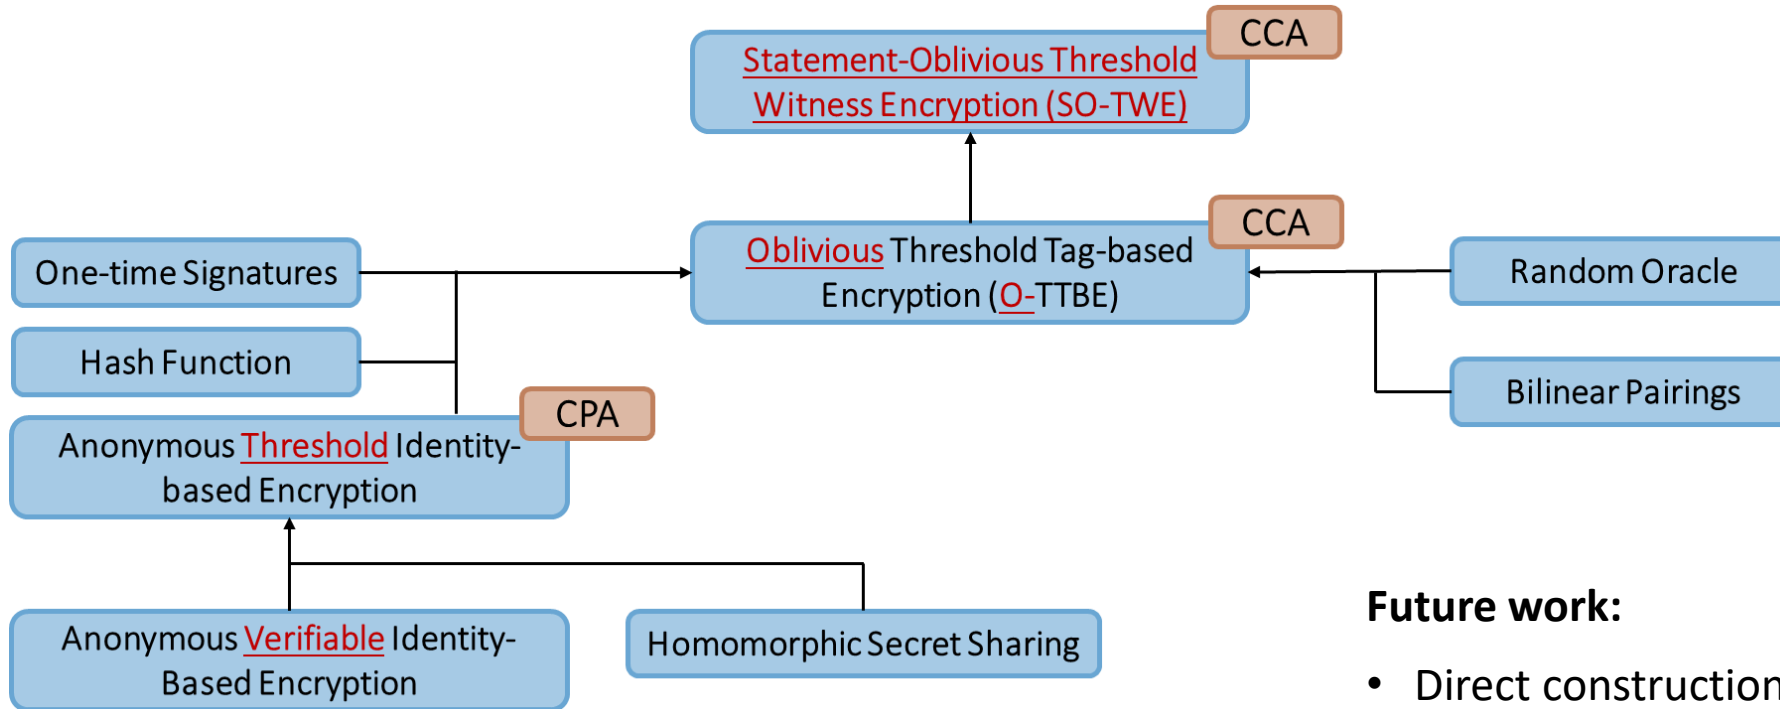 CCA
Statement-Oblivious Threshold
Witness Encryption (SO-TWE)
CCA
Oblivious Threshold Tag-based
Encryption (O-TTBE)
One-time Signatures
Hash Function
Random Oracle
Bilinear Pairings
CPA
Anonymous Threshold Identity-
based Encryption
Anonymous Verifiable Identity-
Based Encryption
Homomorphic Secret Sharing
Future work:
• Direct construction